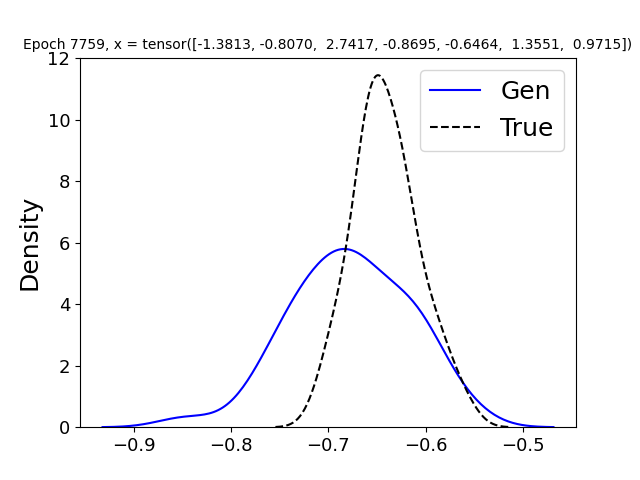 Epoch 7759, x = tensor([-1.3813, -0.8070,  2.7417, -0.8695, -0.6464,  1.3551,  0.9715])
12
10
8
6
4
2
0
Density
Gen
True
−0.9 −0.8 −0.7 −0.6 −0.5